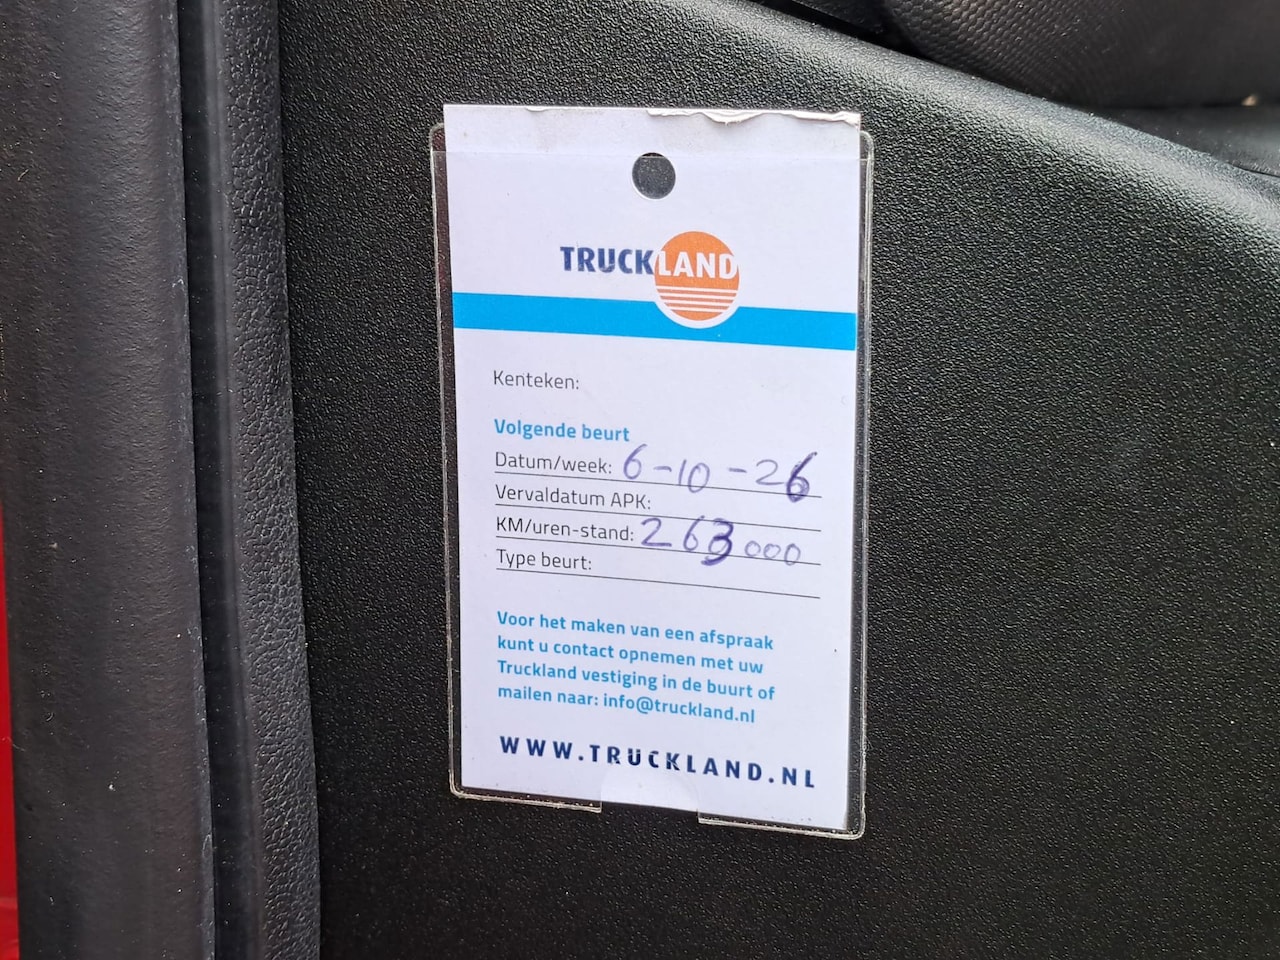 TRUCKLAND
Kenteken:
Volgende beurt
Datum/week: 6-10-26
Vervaldatum APK:
KM/uren-stand: 263000
Type beurt:
Voor het maken van een afspraak
kunt u contact opnemen met uw
Truckland vestiging in de buurt of
mailen naar: info@truckland.nl
WWW.TRUCKLAND.NL